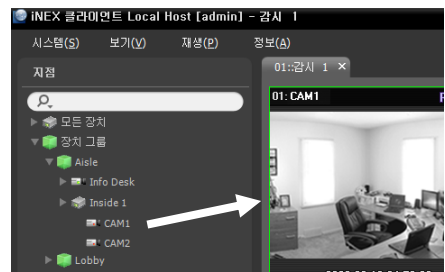 iNEX 클라이언트 Local Host [admin] - 감시 1
시스템(S) 보기(V) 재생(P) 정보(A)
지점
01::감시 1 ×
01: CAM1
모든 장치
장치 그룹
Aisle
Info Desk
Inside 1
CAM1
CAM2
Lobby